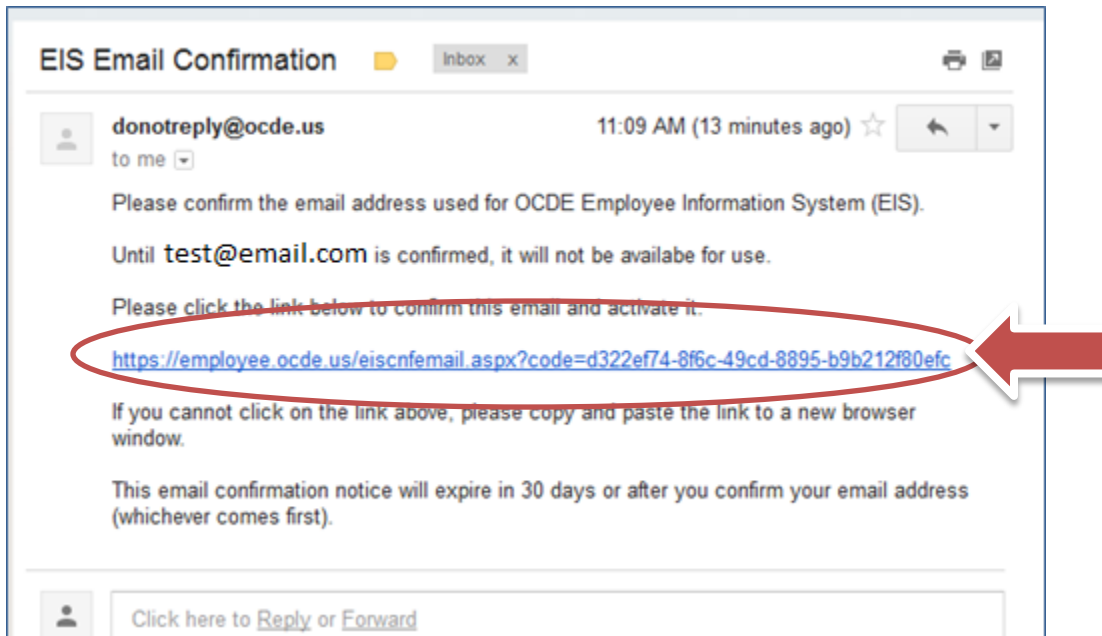 EIS Email Confirmation Inbox x
donotreply@ocde.us 11:09 AM (13 minutes ago)
to me
Please confirm the email address used for OCDE Employee Information System (EIS).
Until test@email.com is confirmed, it will not be availabe for use.
Please click the link below to confirm this email and activate it:
https://employee.ocde.us/eiscnfemail.aspx?code=d322ef74-8f6c-49cd-8895-b9b212f80efc
If you cannot click on the link above, please copy and paste the link to a new browser
window.
This email confirmation notice will expire in 30 days or after you confirm your email address
(whichever comes first).
Click here to Reply or Forward